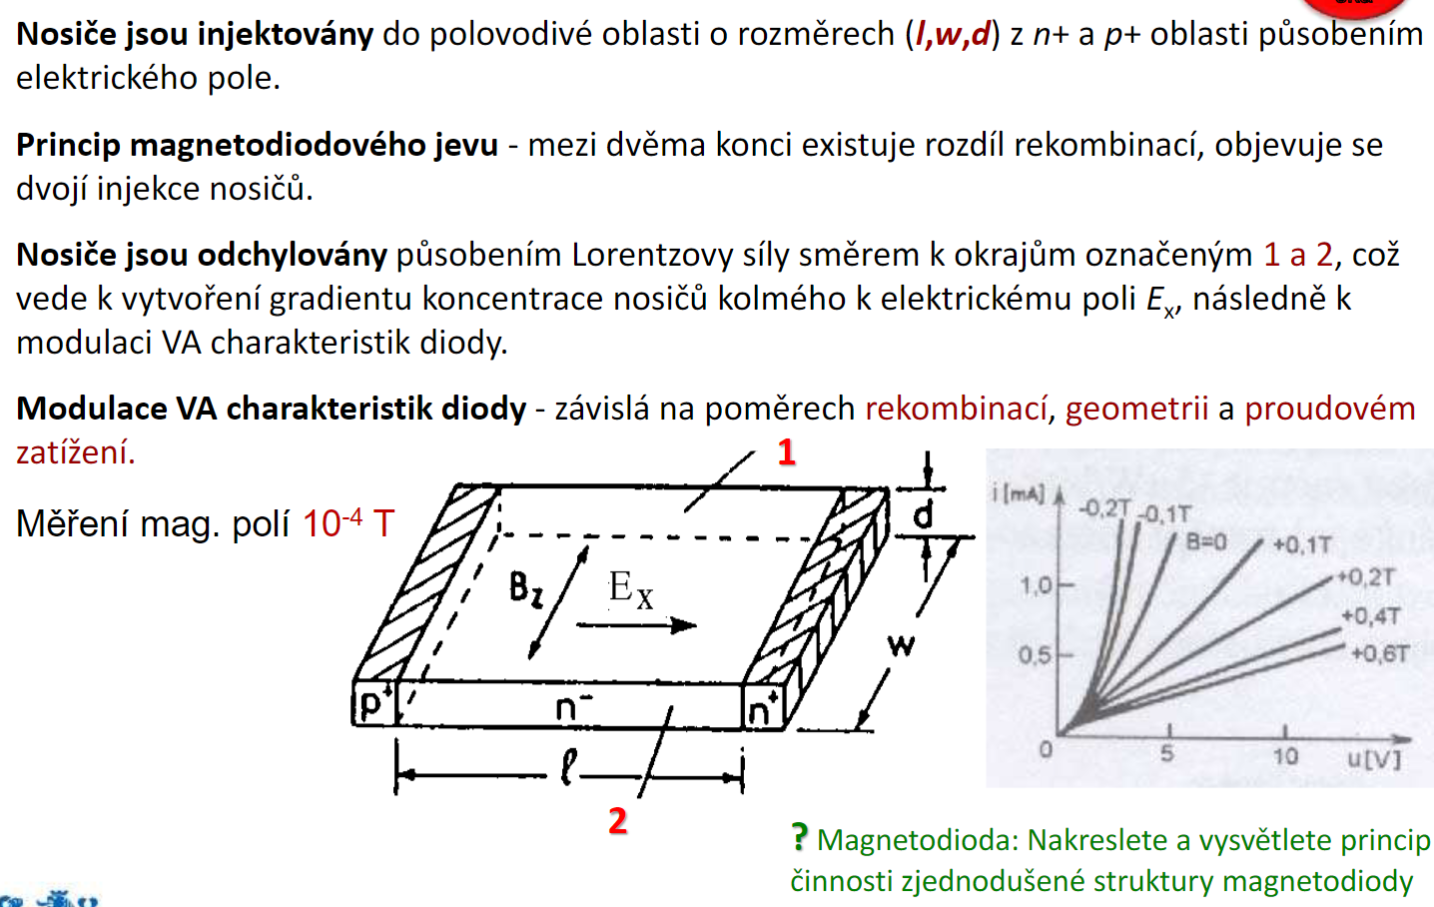 Nosiče jsou injektovány do polovodivé oblasti o rozměrech (l,w,d) z n+ a p+ oblasti působením
elektrického pole.
Princip magnetodiodového jevu - mezi dvěma konci existuje rozdíl rekombinací, objevuje se
dvojí injekce nosičů.
Nosiče jsou odchylovány působením Lorentzovy síly směrem k okrajům označeným 1 a 2, což
vede k vytvoření gradientu koncentrace nosičů kolmého k elektrickému poli Ex, následně k
modulaci VA charakteristik diody.
Modulace VA charakteristik diody - závislá na poměrech rekombinací, geometrii a proudovém
zatížení.
Měření mag. polí 10⁻⁴ T
1
d
Bz
Ex
w
p⁺
n⁻
n⁺
l
2
i [mA]
-0,2T
-0,1T
B=0
+0,1T
+0,2T
+0,4T
+0,6T
1,0
0,5
0
5
10
u[V]
? Magnetodioda: Nakreslete a vysvětlete princip
činnosti zjednodušené struktury magnetodiody